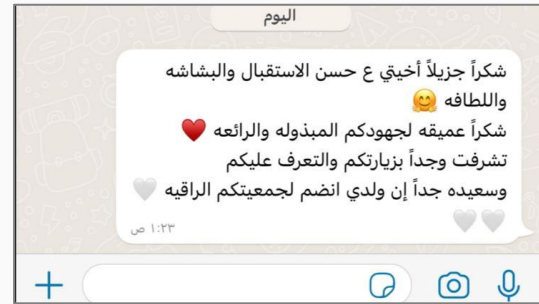 اليوم
شكراً جزيلاً أخيتي ع حسن الاستقبال والبشاشه
واللطافه 🤗
شكراً عميقه لجهودكم المبذوله والرائعه ♥️
تشرفت وجداً بزيارتكم والتعرف عليكم
وسعيده جداً إن ولدي انضم لجمعيتكم الراقيه 🤍
🤍🤍
١:٢٣ ص